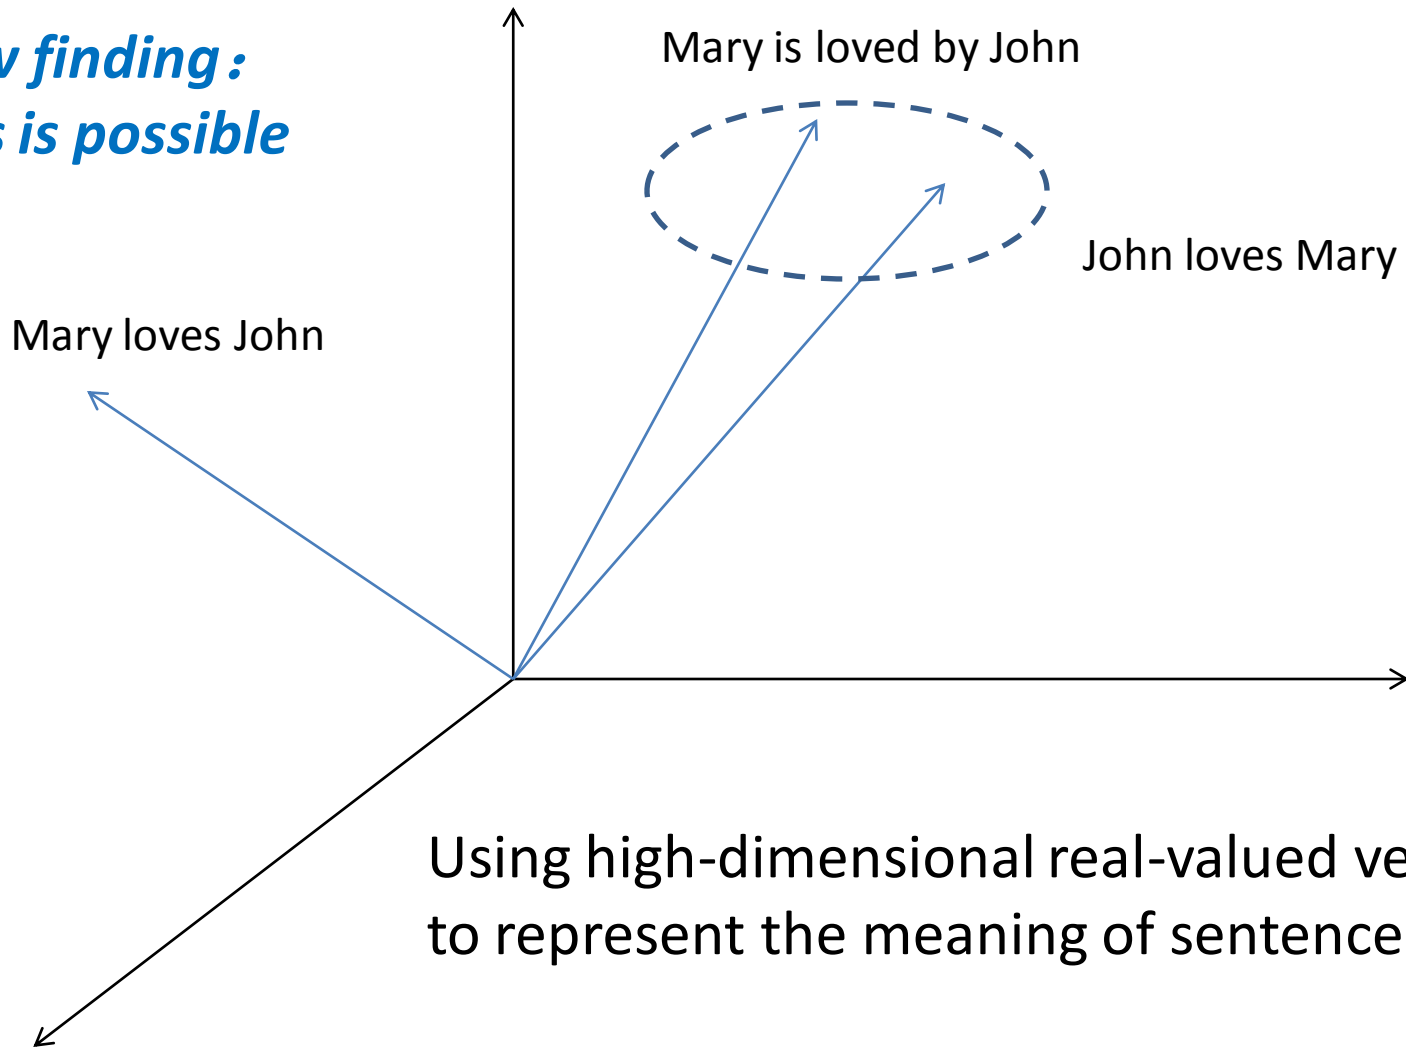 finding:
is possible
Mary is loved by John
John loves Mary
Mary loves John
Using high-dimensional real-valued
to represent the meaning of sentence